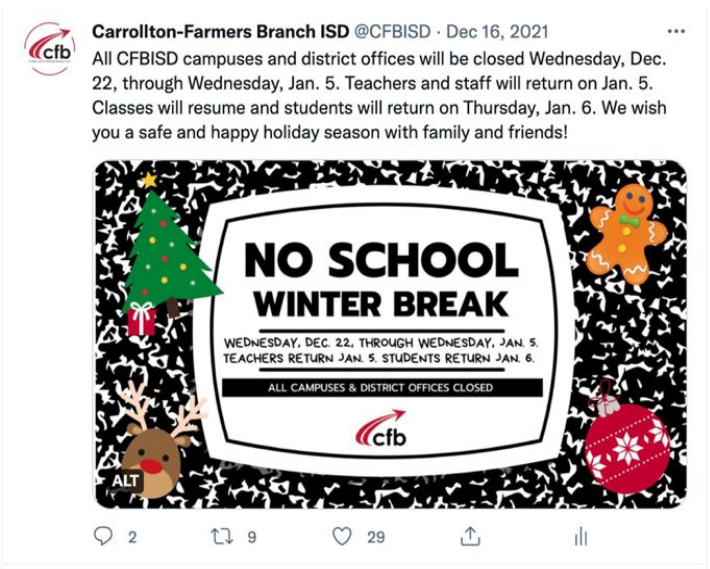 Carrollton-Farmers Branch ISD @CFBISD · Dec 16, 2021
cfb
All CFBISD campuses and district offices will be closed Wednesday, Dec.
22, through Wednesday, Jan. 5. Teachers and staff will return on Jan. 5.
Classes will resume and students will return on Thursday, Jan. 6. We wish
you a safe and happy holiday season with family and friends!
NO SCHOOL
WINTER BREAK
WEDNESDAY, DEC. 22, THROUGH WEDNESDAY, JAN. 5.
TEACHERS RETURN JAN. 5. STUDENTS RETURN JAN. 6.
ALL CAMPUSES & DISTRICT OFFICES CLOSED
cfb
ALT
2 9 29